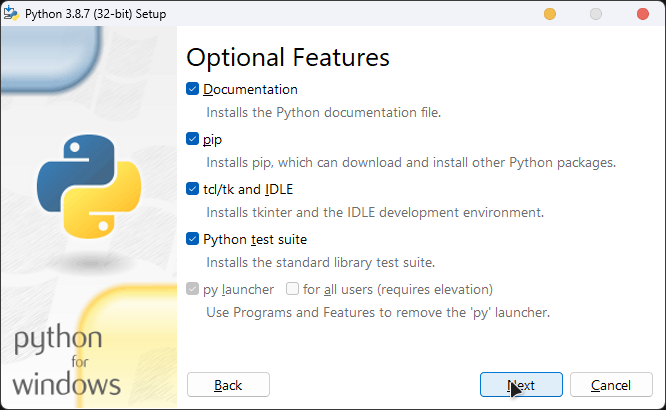 Python 3.8.7 (32-bit) Setup
Optional Features
Documentation
Installs the Python documentation file.
pip
Installs pip, which can download and install other Python packages.
tcl/tk and IDLE
Installs tkinter and the IDLE development environment.
Python test suite
Installs the standard library test suite.
py launcher for all users (requires elevation)
Use Programs and Features to remove the 'py' launcher.
python
for
windows
Back Next Cancel